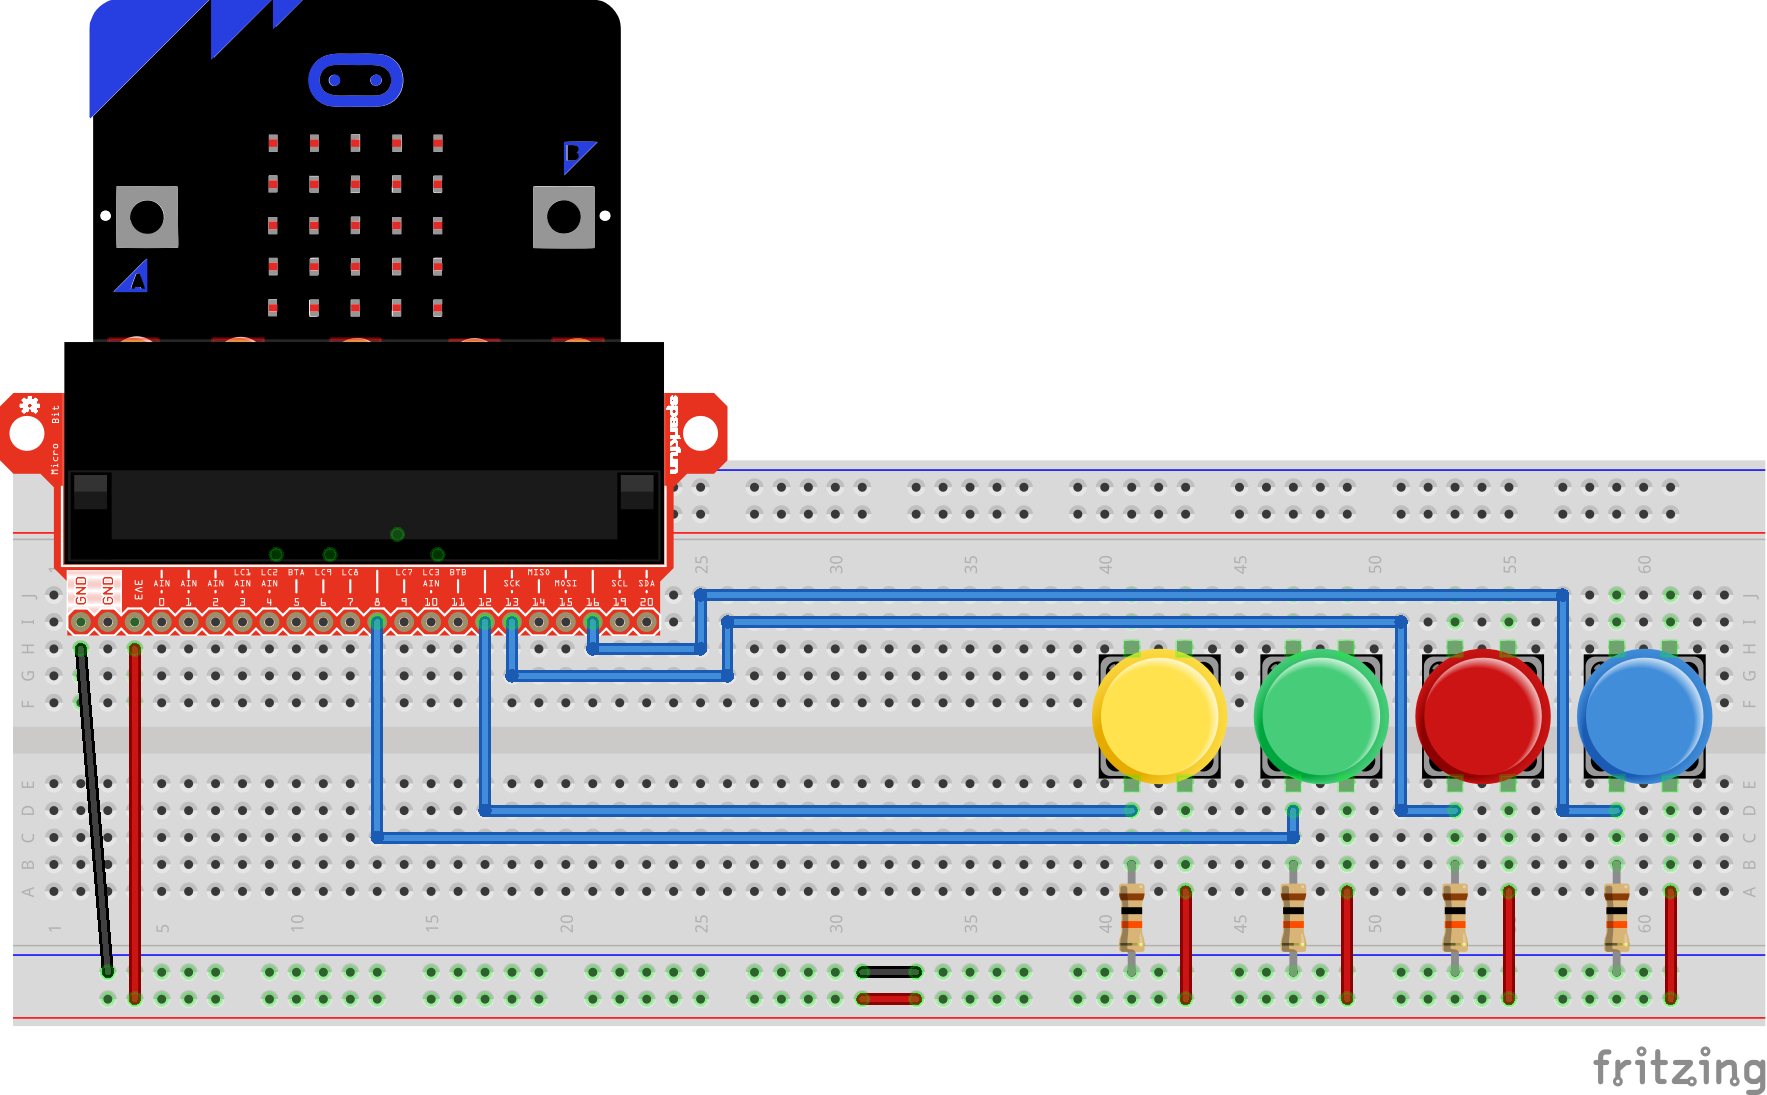 B
A
Micro Bit
sparkfun
GND GND 3V3 AIN 0 AIN 1 AIN 2 LC1 AIN 3 LC2 AIN 4 BTA 5 LC9 6 LC8 7 8 LC7 9 LC3 AIN 10 BTB 11 12 SCK 13 MISO 14 MOSI 15 16 SCL 19 SDA 20
1 25 30 35 40 45 50 55 60
J J
I I
H H
G G
F F
E E
D D
C C
B B
A A
1 5 10 15 20 25 30 35 40 45 50 60
fritzing